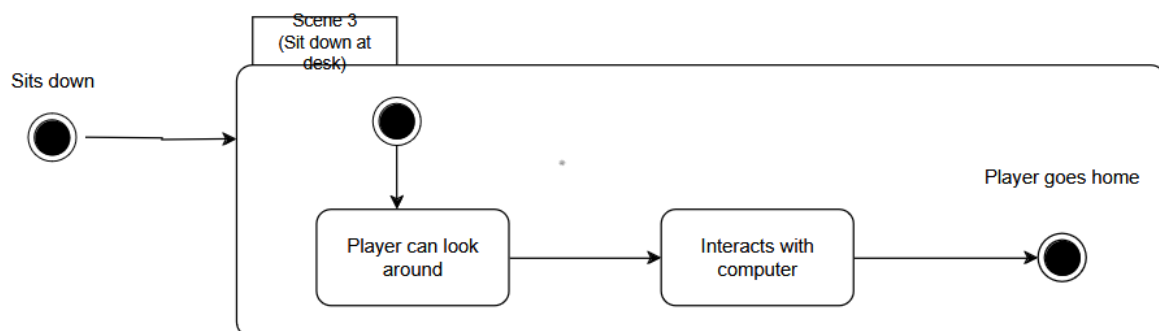 Scene 3
(Sit down at
desk)
Sits down
Player goes home
Player can look
around
Interacts with
computer